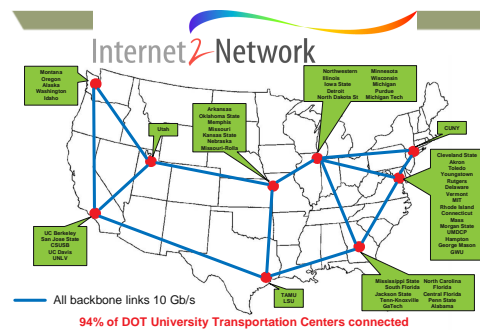 Internet2 Network
Montana
Oregon
Alaska
Washington
Idaho
Utah
Arkansas
Oklahoma State
Memphis
Missouri
Kansas State
Nebraska
Missouri-Rolla
Northwestern
Illinois
Iowa State
Detroit
North Dakota St
Minnesota
Wisconsin
Michigan
Purdue
Michigan Tech
CUNY
Cleveland State
Akron
Toledo
Youngstown
Rutgers
Delaware
Vermont
MIT
Rhode Island
Connecticut
Mass
Morgan State
UMDCP
Hampton
George Mason
GWU
UC Berkeley
San Jose State
CSUSB
UC Davis
UNLV
Mississippi State
South Florida
Jackson State
Tenn-Knoxville
GaTech
North Carolina
Florida
Central Florida
Penn State
Alabama
TAMU
LSU
All backbone links 10 Gb/s
94% of DOT University Transportation Centers connected